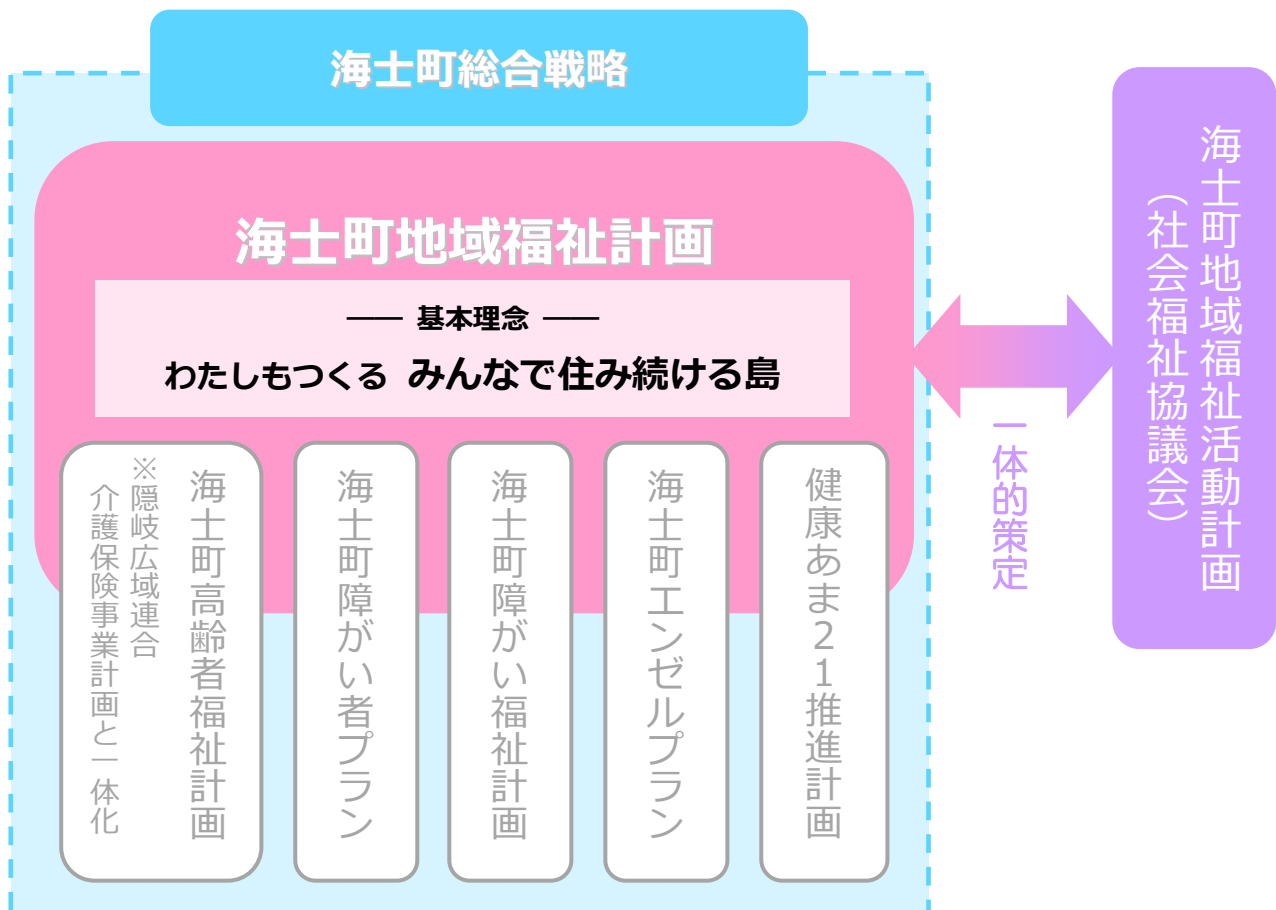 海士町総合戦略
海士町地域福祉計画
―― 基本理念 ――
わたしもつくる みんなで住み続ける島
海士町高齢者福祉計画
※隠岐広域連合
介護保険事業計画と一体化
海士町障がい者プラン
海士町障がい福祉計画
海士町エンゼルプラン
健康あま21推進計画
一体的策定
海士町地域福祉活動計画
（社会福祉協議会）